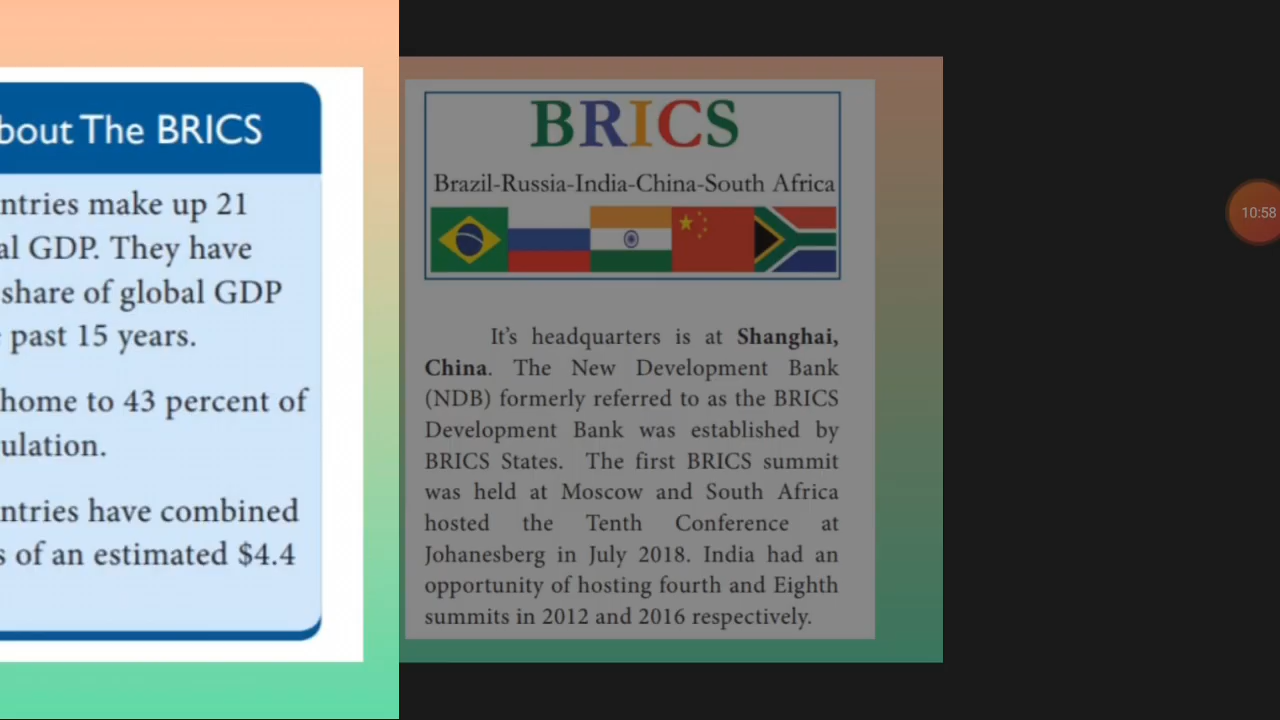 bout The BRICS
ntries make up 21
al GDP. They have
share of global GDP
past 15 years.
home to 43 percent of
ulation.
ntries have combined
s of an estimated $4.4
BRICS
Brazil-Russia-India-China-South Africa
It's headquarters is at Shanghai,
China. The New Development Bank
(NDB) formerly referred to as the BRICS
Development Bank was established by
BRICS States. The first BRICS summit
was held at Moscow and South Africa
hosted the Tenth Conference at
Johanesberg in July 2018. India had an
opportunity of hosting fourth and Eighth
summits in 2012 and 2016 respectively.
10:58